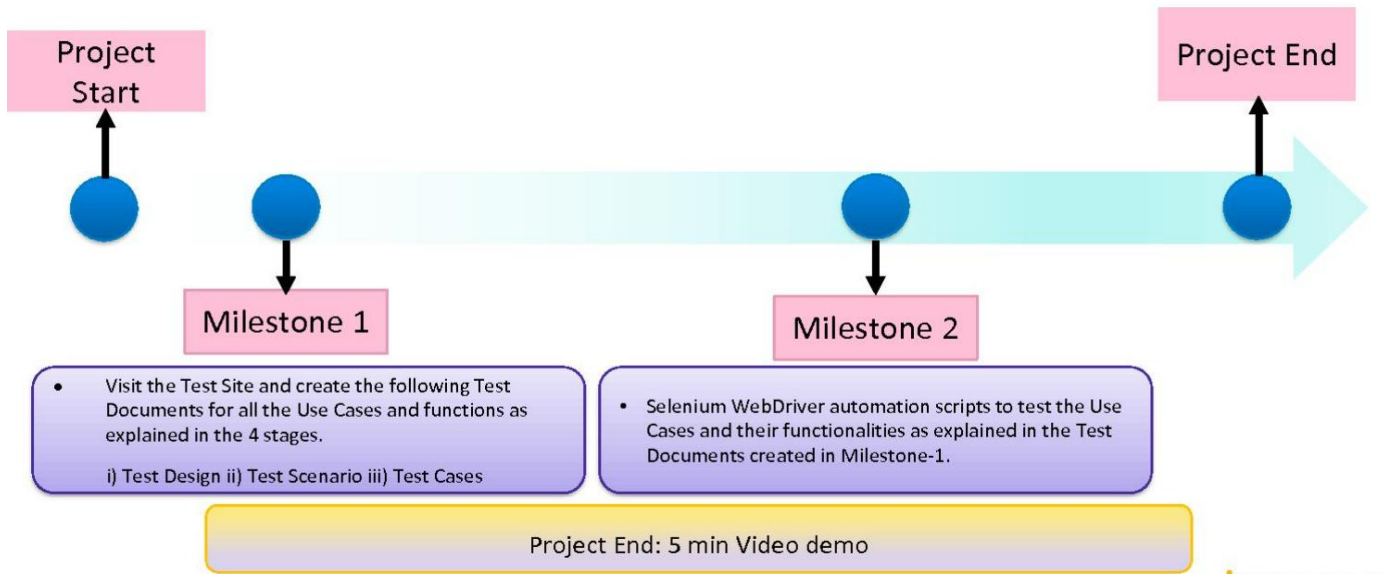 Project
Start
Project End
Milestone 1
Milestone 2
• Visit the Test Site and create the following Test
Documents for all the Use Cases and functions as
explained in the 4 stages.
i) Test Design ii) Test Scenario iii) Test Cases
• Selenium WebDriver automation scripts to test the Use
Cases and their functionalities as explained in the Test
Documents created in Milestone-1.
Project End: 5 min Video demo